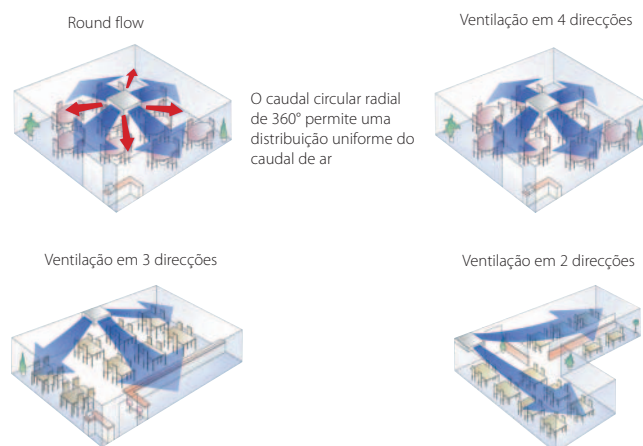 Round flow
Ventilação em 4 direcções
O caudal circular radial
de 360° permite uma
distribuição uniforme do
caudal de ar
Ventilação em 3 direcções
Ventilação em 2 direcções